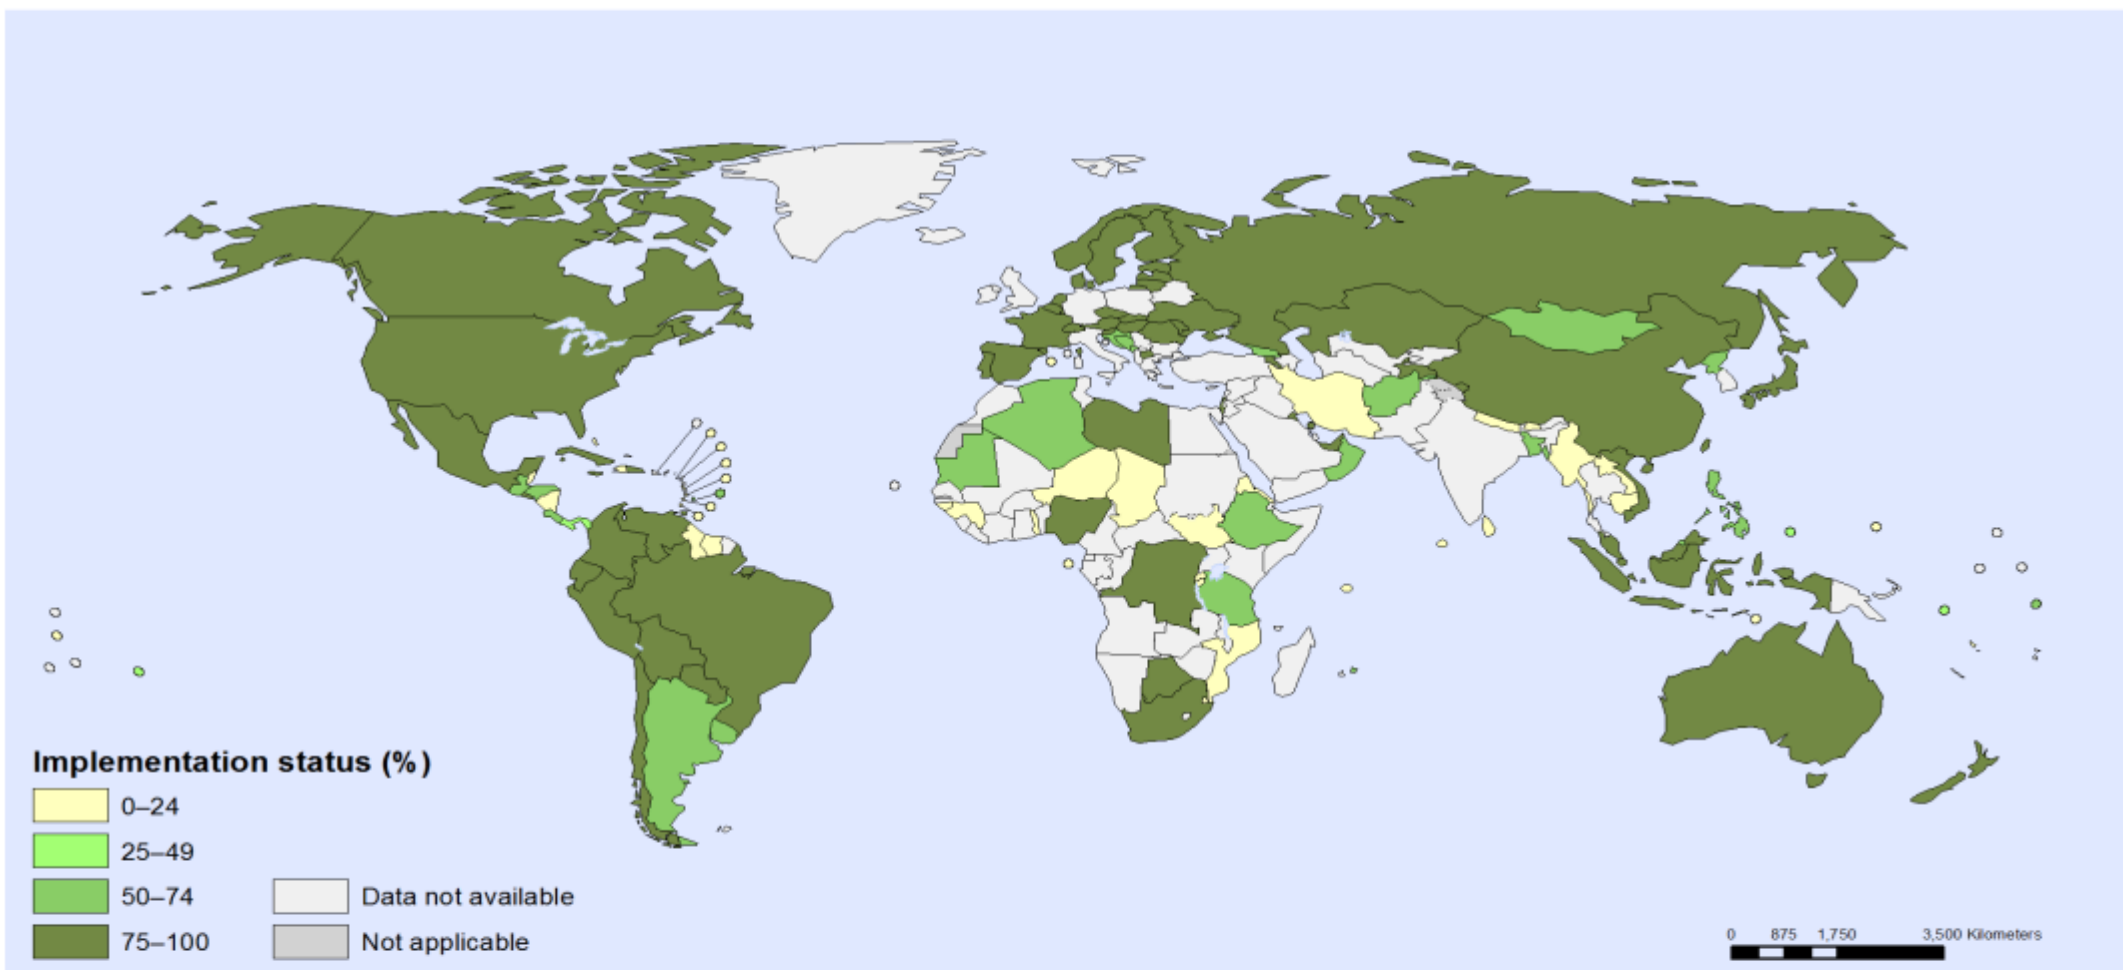 Implementation status (%)
0–24
25–49
50–74
75–100
Data not available
Not applicable
0 875 1,750 3,500 Kilometers